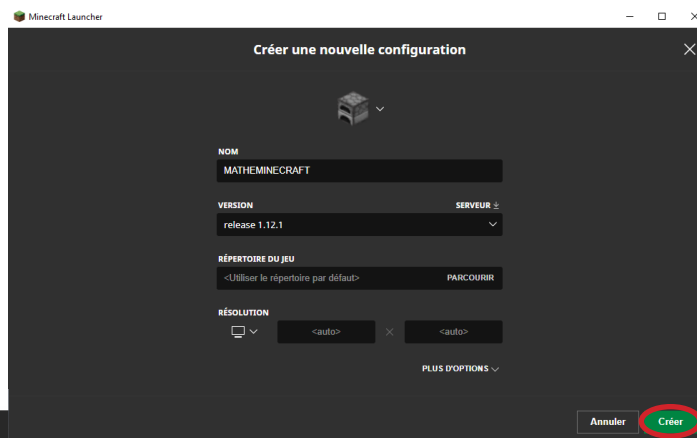 Minecraft Launcher
Créer une nouvelle configuration
NOM
MATHEMINECRAFT
VERSION SERVEUR
release 1.12.1
RÉPERTOIRE DU JEU
<Utiliser le répertoire par défaut> PARCOURIR
RÉSOLUTION
<auto> <auto>
PLUS D'OPTIONS
Annuler Créer